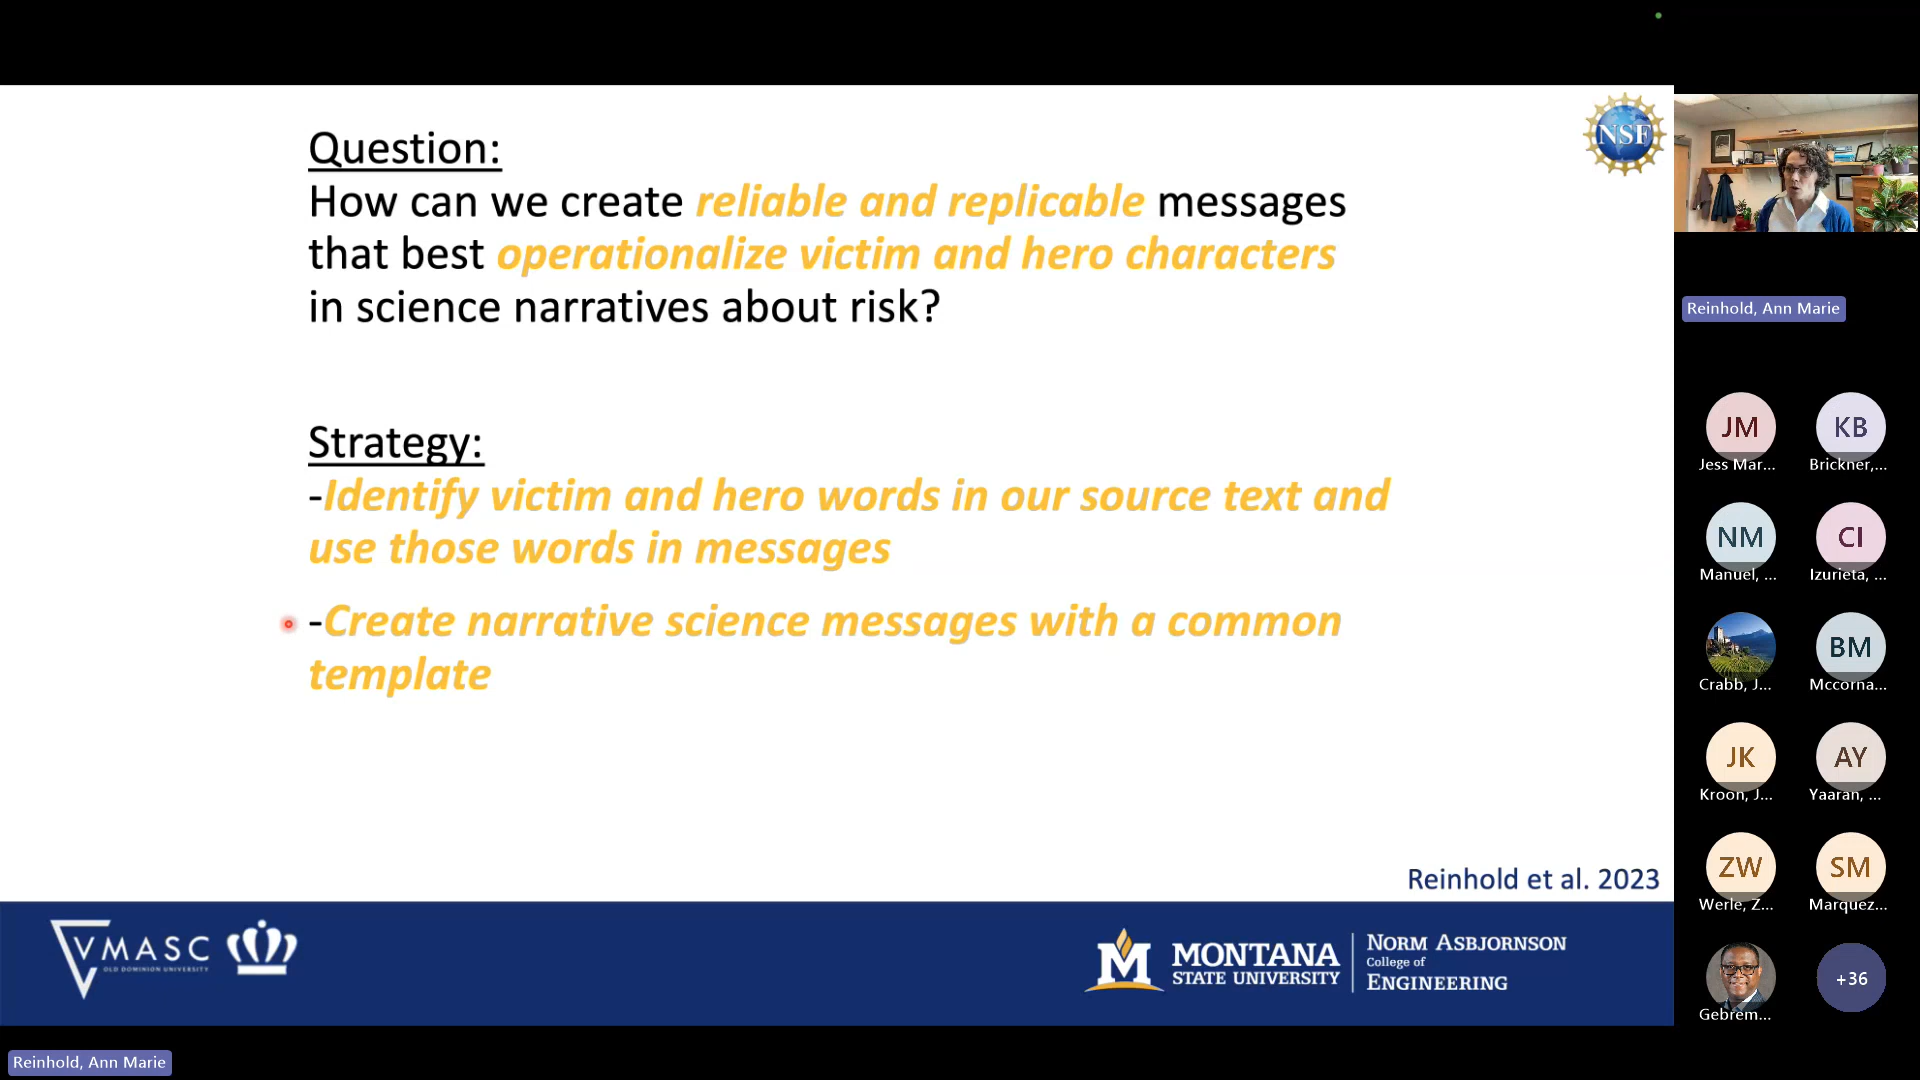 NSF
Question:
How can we create reliable and replicable messages
that best operationalize victim and hero characters
in science narratives about risk?
Strategy:
-Identify victim and hero words in our source text and
use those words in messages
-Create narrative science messages with a common
template
Reinhold et al. 2023
VMASC
OLD DOMINION UNIVERSITY
M
MONTANA
STATE UNIVERSITY
NORM ASBJORNSON
College of
ENGINEERING
Reinhold, Ann Marie
Reinhold, Ann Marie
JM
KB
Jess Mar...
Brickner,...
NM
CI
Manuel, ...
Izurieta, ...
BM
Crabb, J...
Mccorna...
JK
AY
Kroon, J...
Yaaran, ...
ZW
SM
Werle, Z...
Marquez...
+36
Gebrem...